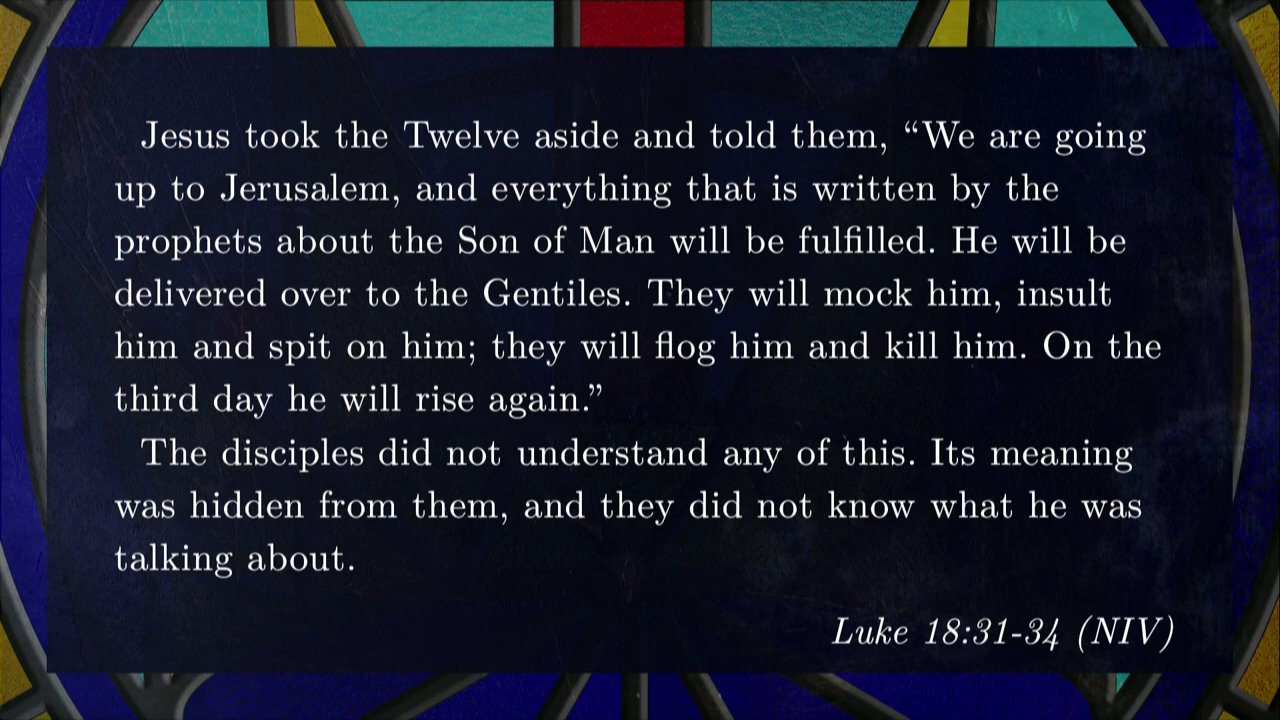 Jesus took the Twelve aside and told them, “We are going
up to Jerusalem, and everything that is written by the
prophets about the Son of Man will be fulfilled. He will be
delivered over to the Gentiles. They will mock him, insult
him and spit on him; they will flog him and kill him. On the
third day he will rise again.”
The disciples did not understand any of this. Its meaning
was hidden from them, and they did not know what he was
talking about.
Luke 18:31-34 (NIV)